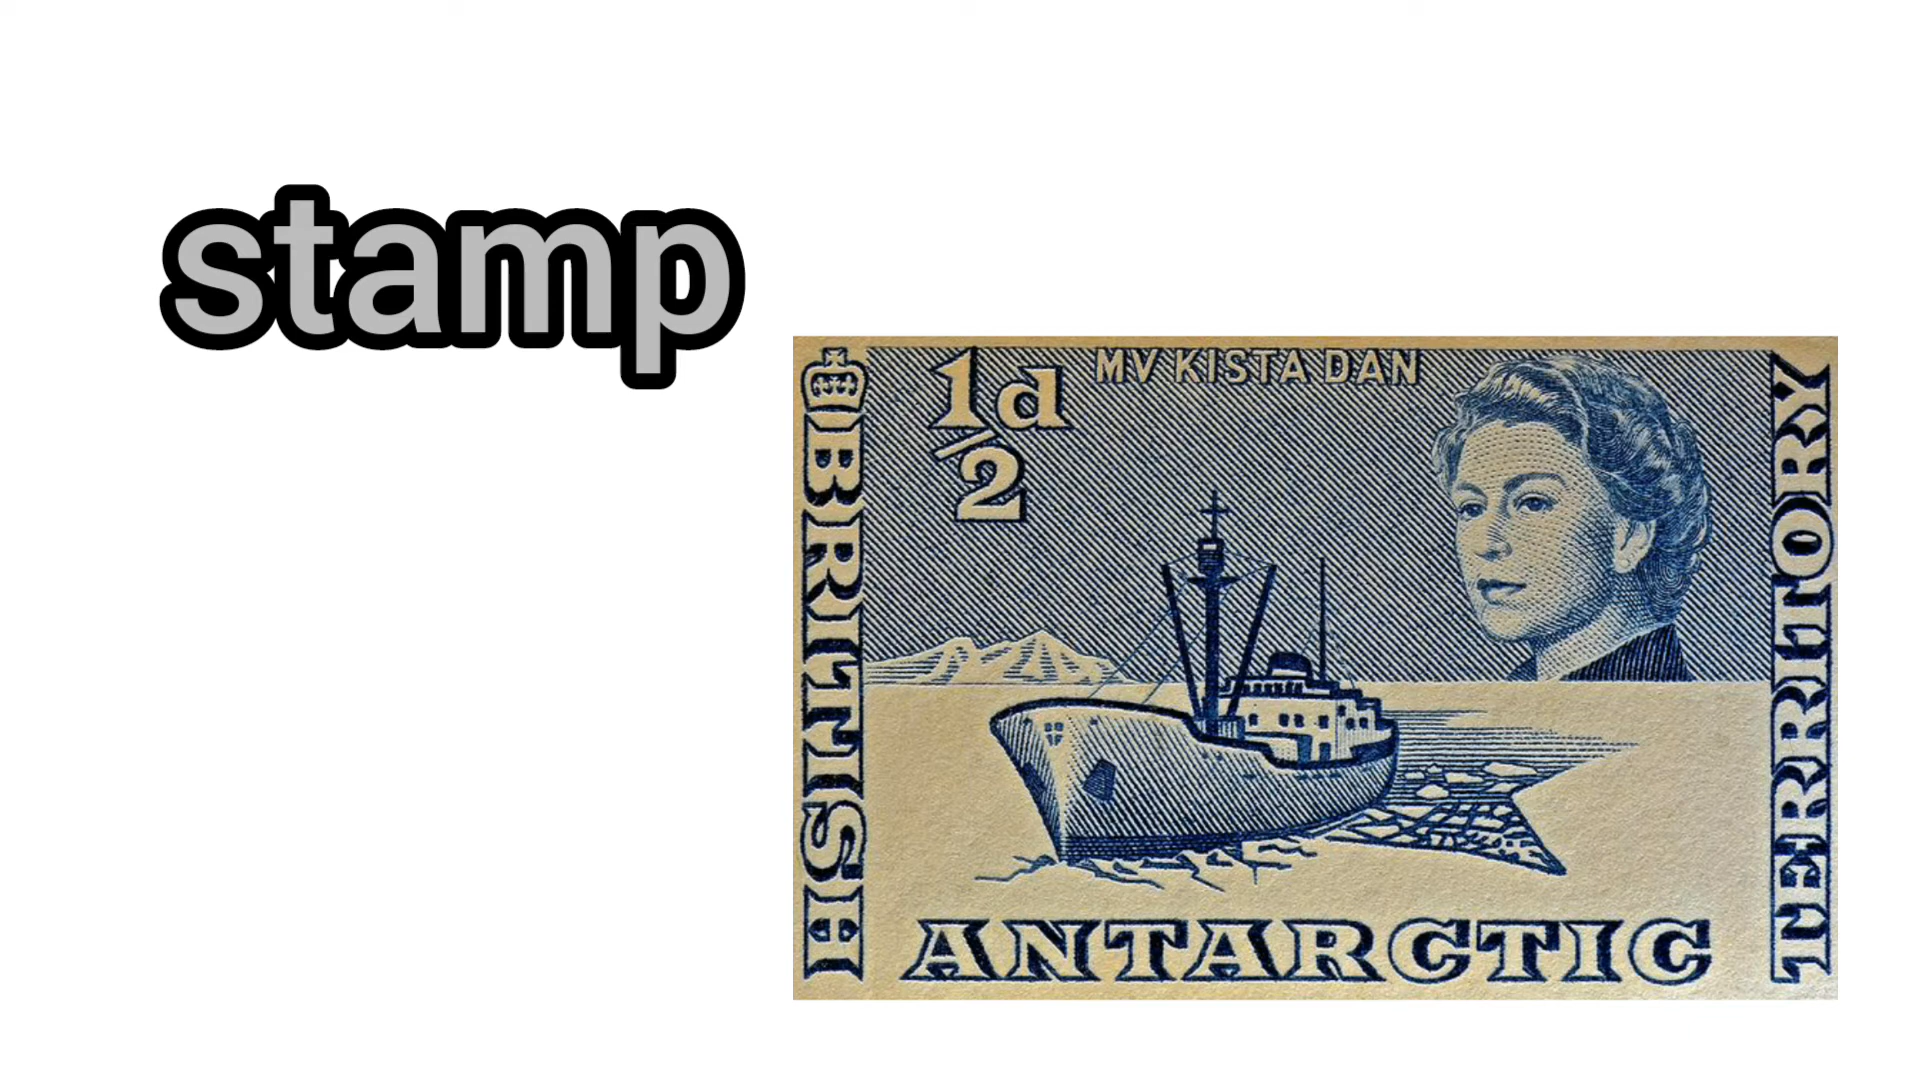 stamp
1/2d
MV KISTA DAN
BRITISH
ANTARCTIC
TERRITORY